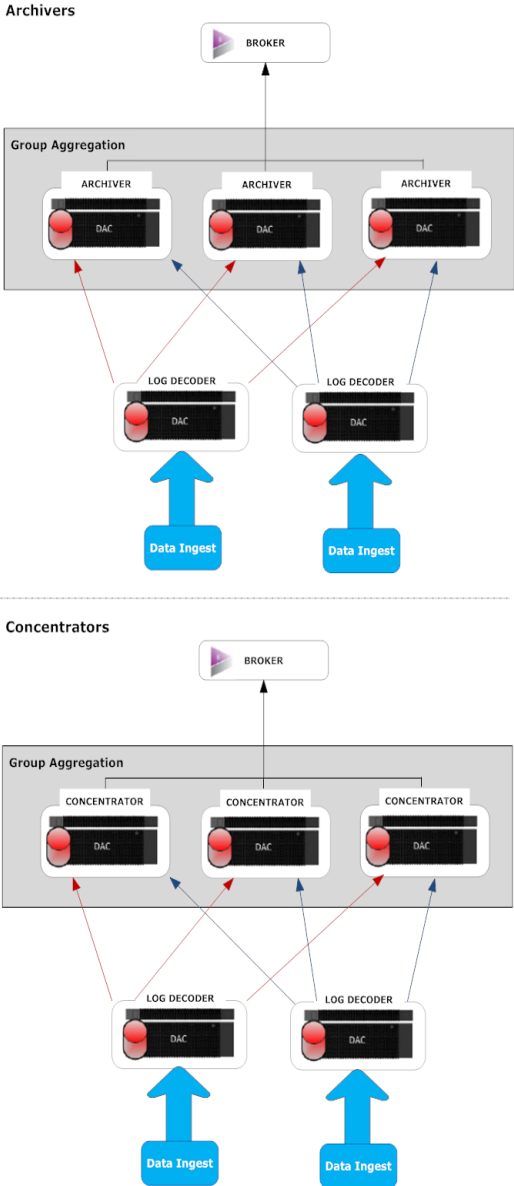 Archivers
BROKER
Group Aggregation
ARCHIVER
ARCHIVER
ARCHIVER
DAC
DAC
DAC
LOG DECODER
LOG DECODER
DAC
DAC
Data Ingest
Data Ingest
Concentrators
BROKER
Group Aggregation
CONCENTRATOR
CONCENTRATOR
CONCENTRATOR
DAC
DAC
DAC
LOG DECODER
LOG DECODER
DAC
DAC
Data Ingest
Data Ingest